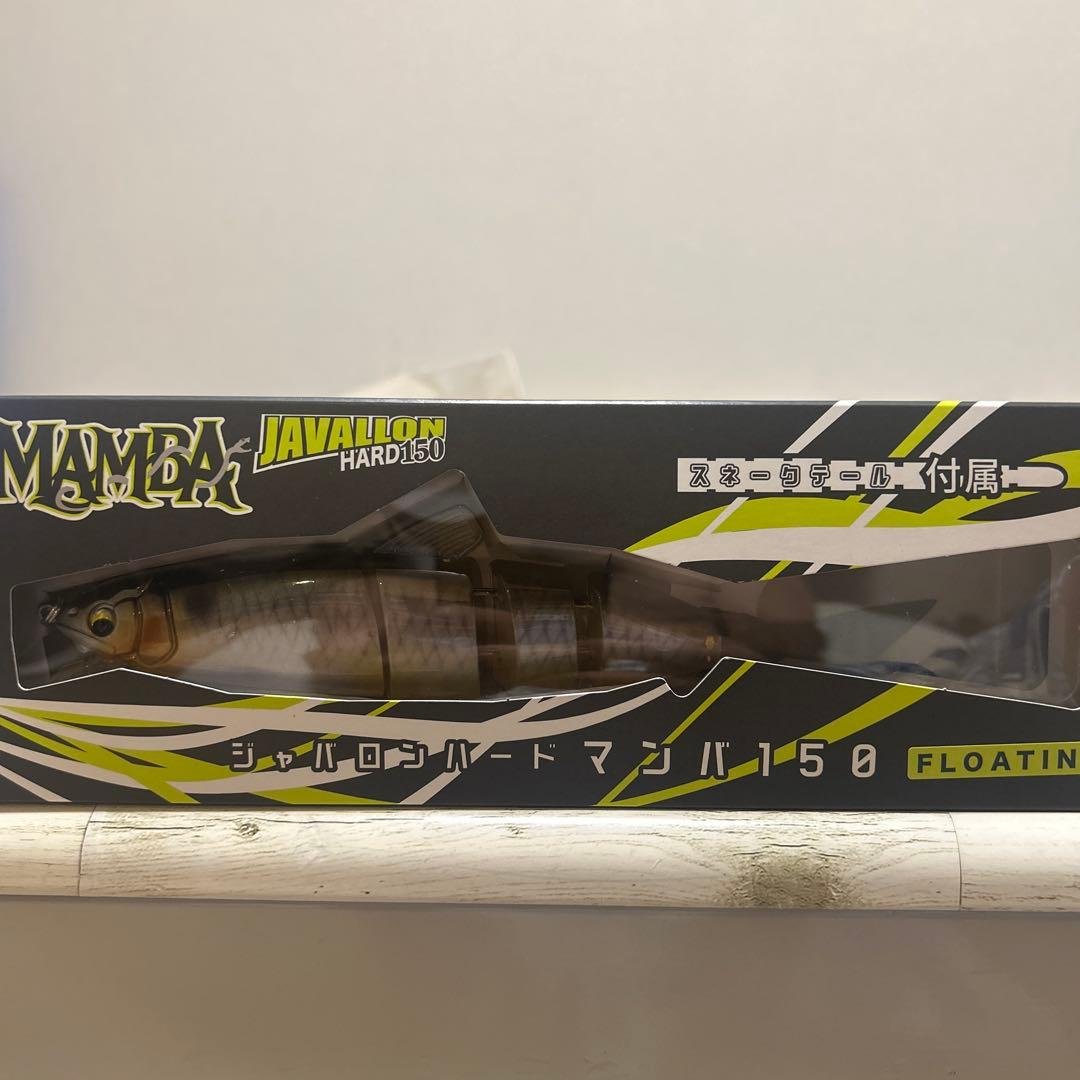 MAMBA
JAVALLON
HARD150
スネークテール 付属
ジャバロンハード マンバ150
FLOATIN